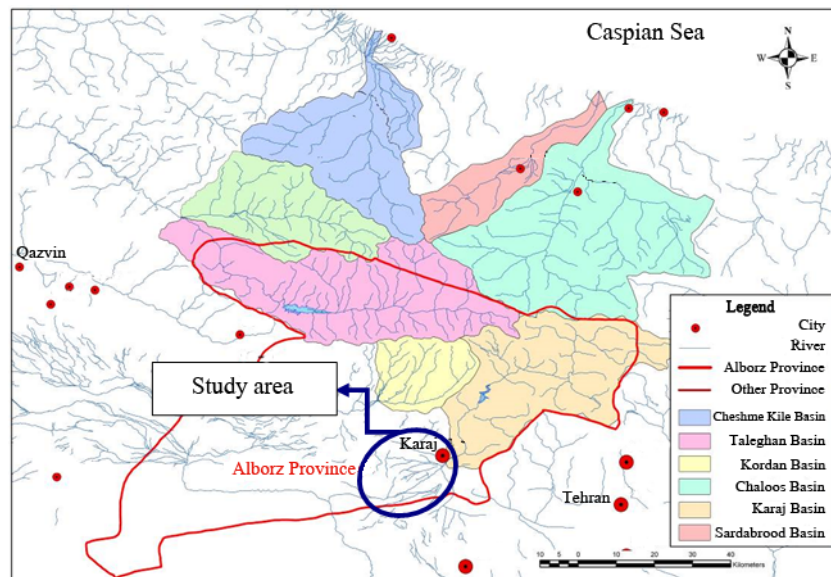 Caspian Sea
N
W
E
S
Qazvin
Study area
Karaj
Alborz Province
Tehran
Legend
City
River
Alborz Province
Other Province
Cheshme Kile Basin
Taleghan Basin
Kordan Basin
Chaloos Basin
Karaj Basin
Sardabrood Basin
10 5 0 10 20 30 40
Kilometers